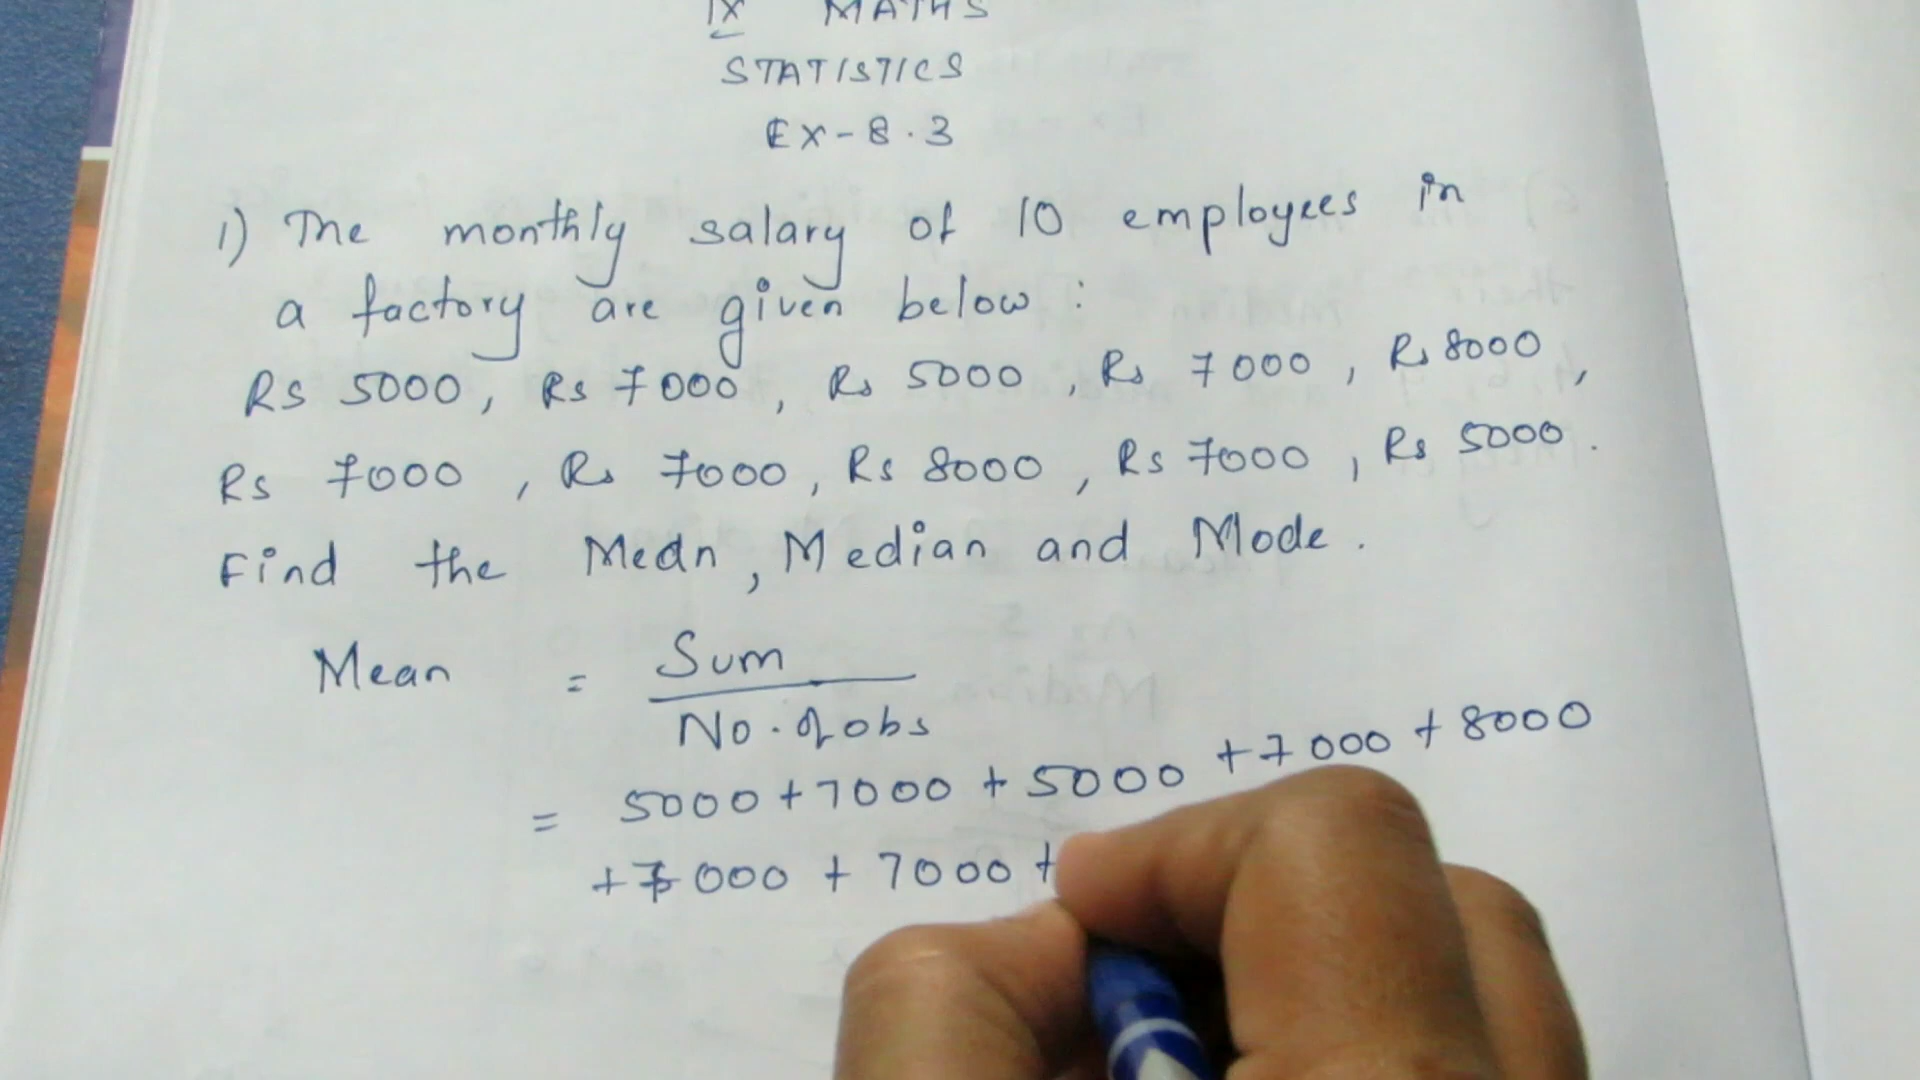 IX MATHS
STATISTICS
EX-8.3
1) The monthly salary of 10 employees in
a factory are given below:
RS 5000, Rs 7000, Rs 5000, Rs 7000, Rs 8000,
Rs 7000, Rs 7000, Rs 8000, Rs 7000, Rs 5000.
Find the Mean, Median and Mode.
Mean = Sum
No. of obs
= 5000+7000+5000+7000+8000
+7000+7000+